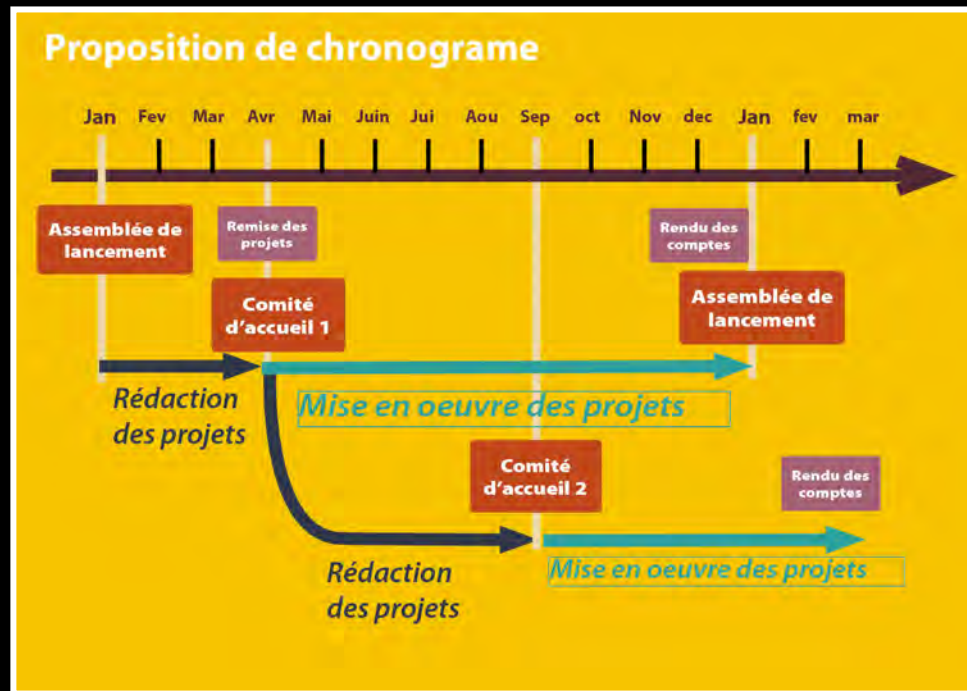 Proposition de chronograme
Jan Fev Mar Avr Mai Juin Jui Aou Sep oct Nov dec Jan fev mar
Assemblée de
lancement
Remise des
projets
Rendu des
comptes
Comité
d'accueil 1
Assemblée de
lancement
Rédaction
des projets
Mise en oeuvre des projets
Comité
d'accueil 2
Rendu des
comptes
Rédaction
des projets
Mise en oeuvre des projets